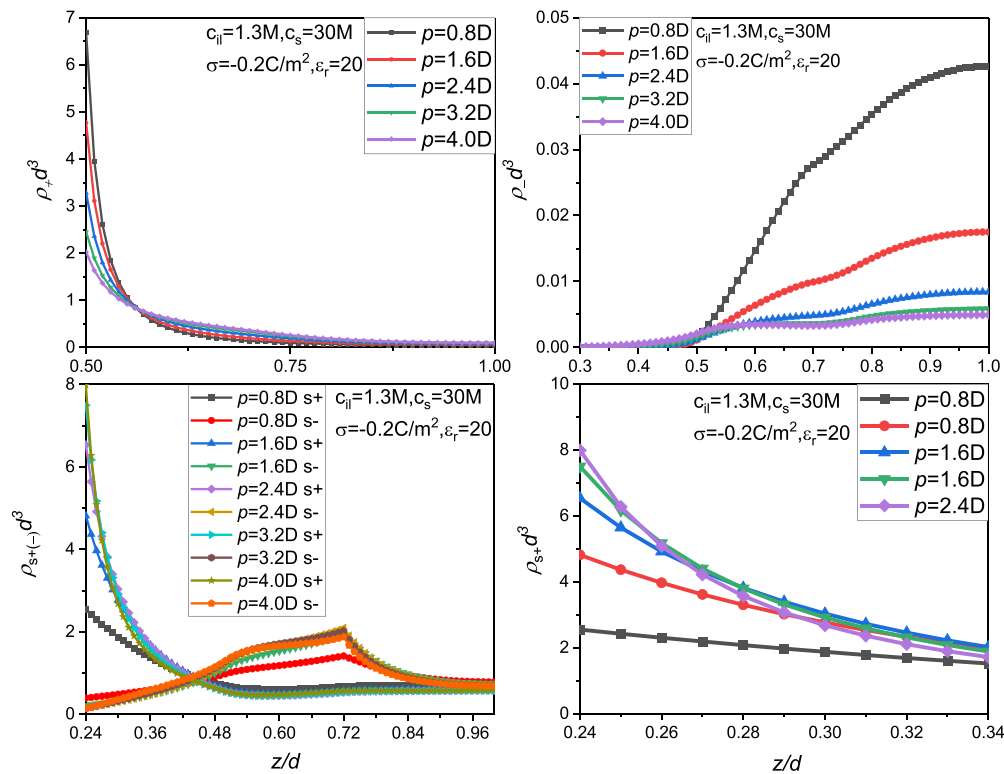 c_il=1.3M,c_s=30M
σ=-0.2C/m²,ε_r=20
p=0.8D
p=1.6D
p=2.4D
p=3.2D
p=4.0D
7
6
5
4
3
2
1
0
ρ₊d³
0.50
0.75
1.00
p=0.8D
p=1.6D
p=2.4D
p=3.2D
p=4.0D
c_il=1.3M,c_s=30M
σ=-0.2C/m²,ε_r=20
0.05
0.04
0.03
0.02
0.01
0.00
ρ₋d³
0.3
0.4
0.5
0.6
0.7
0.8
0.9
1.0
c_il=1.3M,c_s=30M
σ=-0.2C/m²,ε_r=20
p=0.8D s+
p=0.8D s-
p=1.6D s+
p=1.6D s-
p=2.4D s+
p=2.4D s-
p=3.2D s+
p=3.2D s-
p=4.0D s+
p=4.0D s-
8
6
4
2
0
ρ_s+(−)d³
0.24
0.36
0.48
0.60
0.72
0.84
0.96
z/d
c_il=1.3M,c_s=30M
σ=-0.2C/m²,ε_r=20
p=0.8D
p=0.8D
p=1.6D
p=1.6D
p=2.4D
10
8
6
4
2
0
ρ_s+d³
0.24
0.26
0.28
0.30
0.32
0.34
z/d